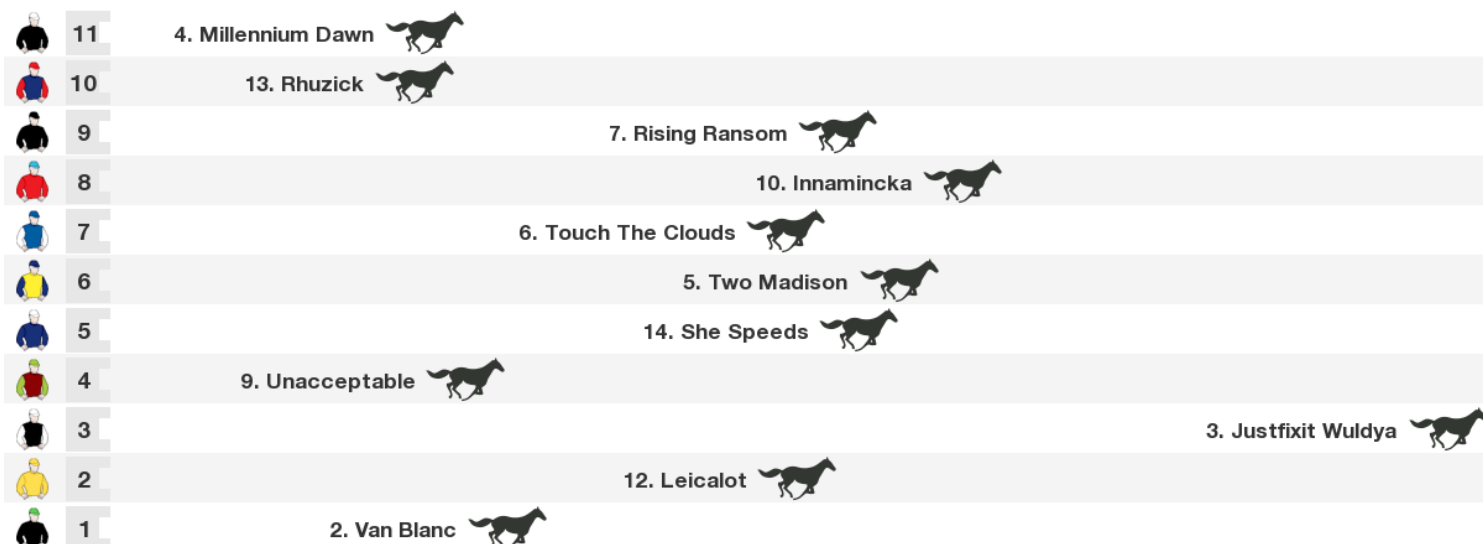 11 4. Millennium Dawn
10 13. Rhuzick
9 7. Rising Ransom
8 10. Innamincka
7 6. Touch The Clouds
6 5. Two Madison
5 14. She Speeds
4 9. Unacceptable
3 3. Justfixit Wuldya
2 12. Leicalot
1 2. Van Blanc